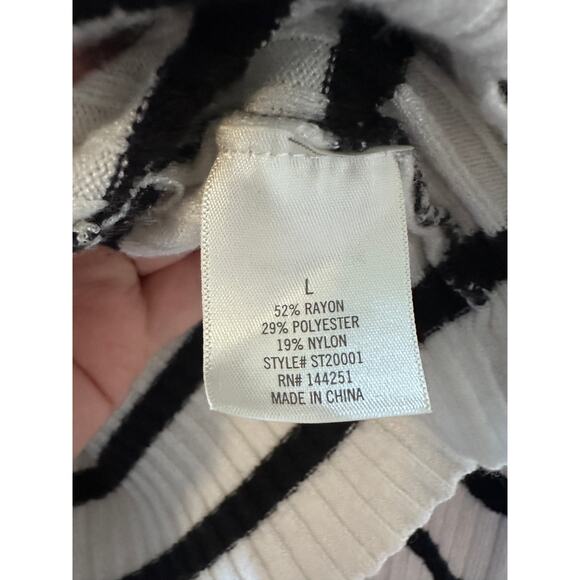 L
52% RAYON
29% POLYESTER
19% NYLON
STYLE# ST20001
RN# 144251
MADE IN CHINA